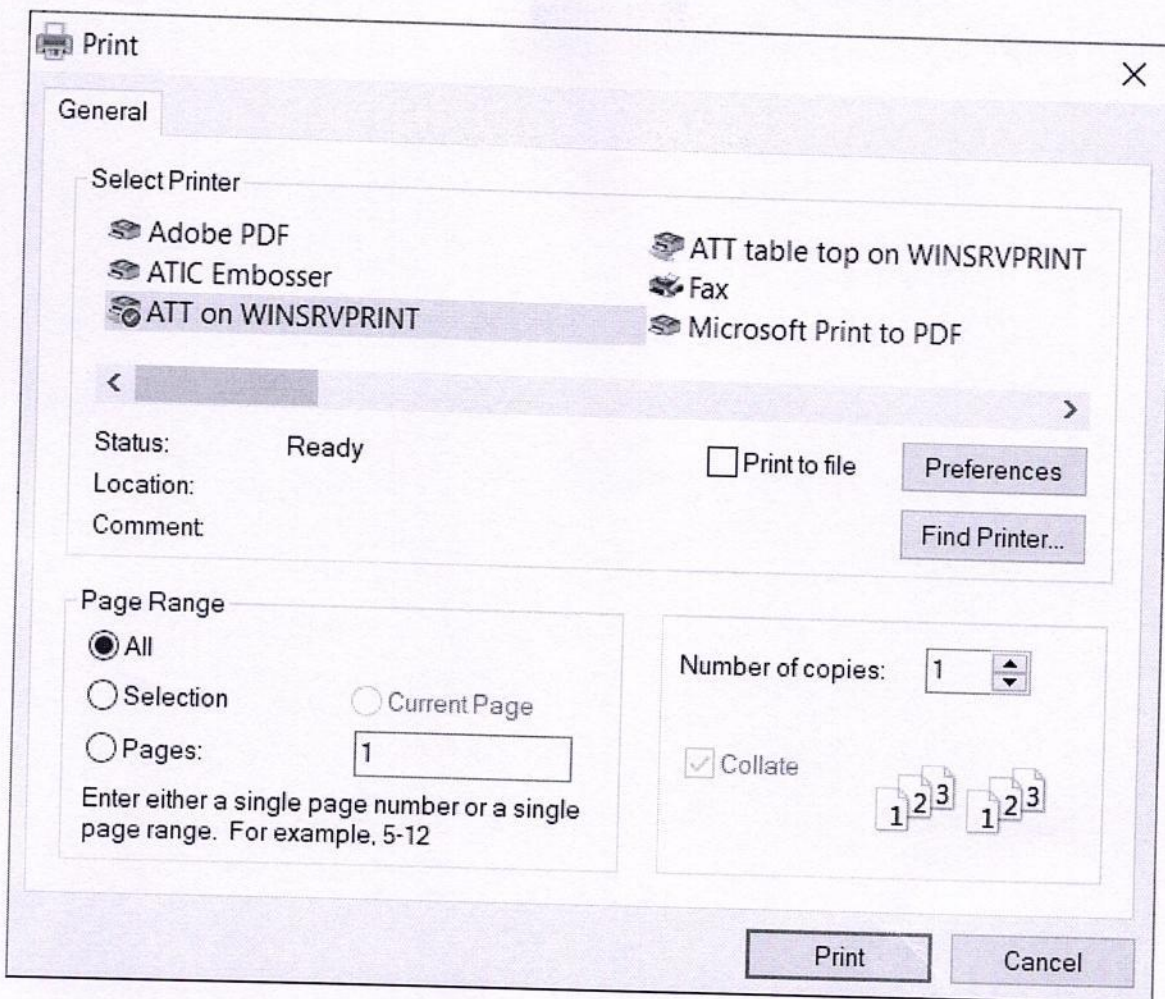 Print
General
Select Printer
Adobe PDF
ATIC Embosser
ATT on WINSRVPRINT
ATT table top on WINSRVPRINT
Fax
Microsoft Print to PDF
Status: Ready
Location:
Comment:
Print to file
Preferences
Find Printer...
Page Range
All
Selection
Current Page
Pages: 1
Enter either a single page number or a single
page range. For example, 5-12
Number of copies: 1
Collate
1 2 3 1 2 3
Print
Cancel